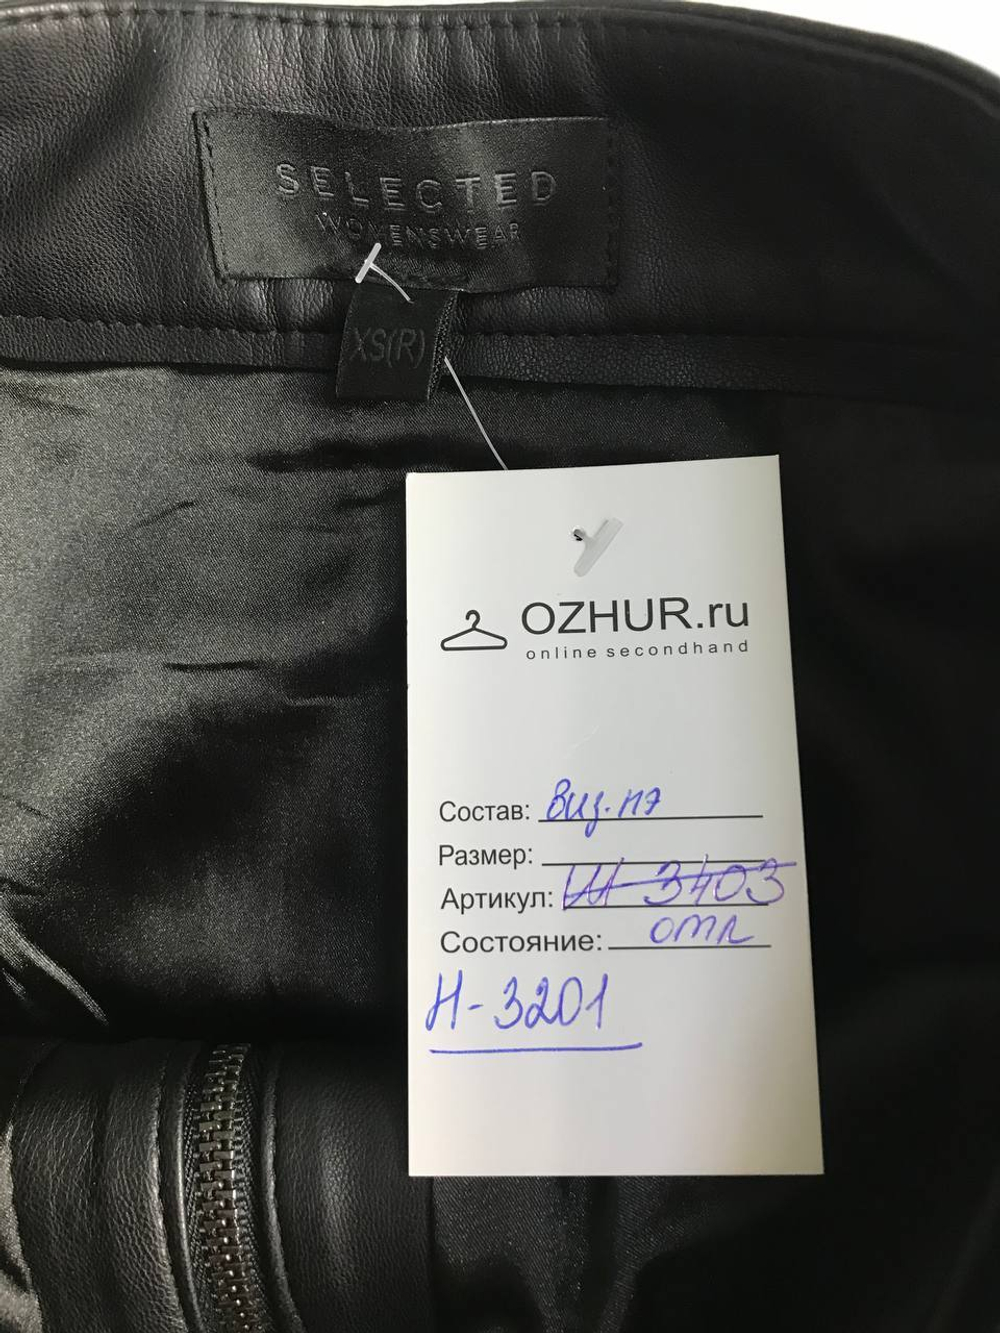 SELECTED
WOMENSWEAR
XS(R)
OZHUR.ru
online secondhand
Состав: Виз. пэ
Размер:
Артикул: Ш-3403
Состояние: отл
Н-3201